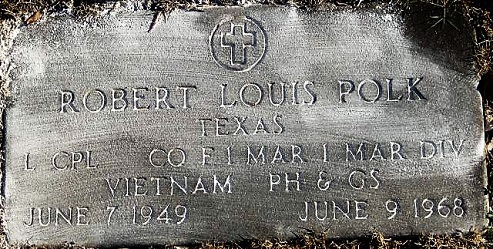 ROBERT LOUIS POLK
TEXAS
L CPL CO F 1 MAR 1 MAR DIV
VIETNAM PH & GS
JUNE 7 1949 JUNE 9 1968